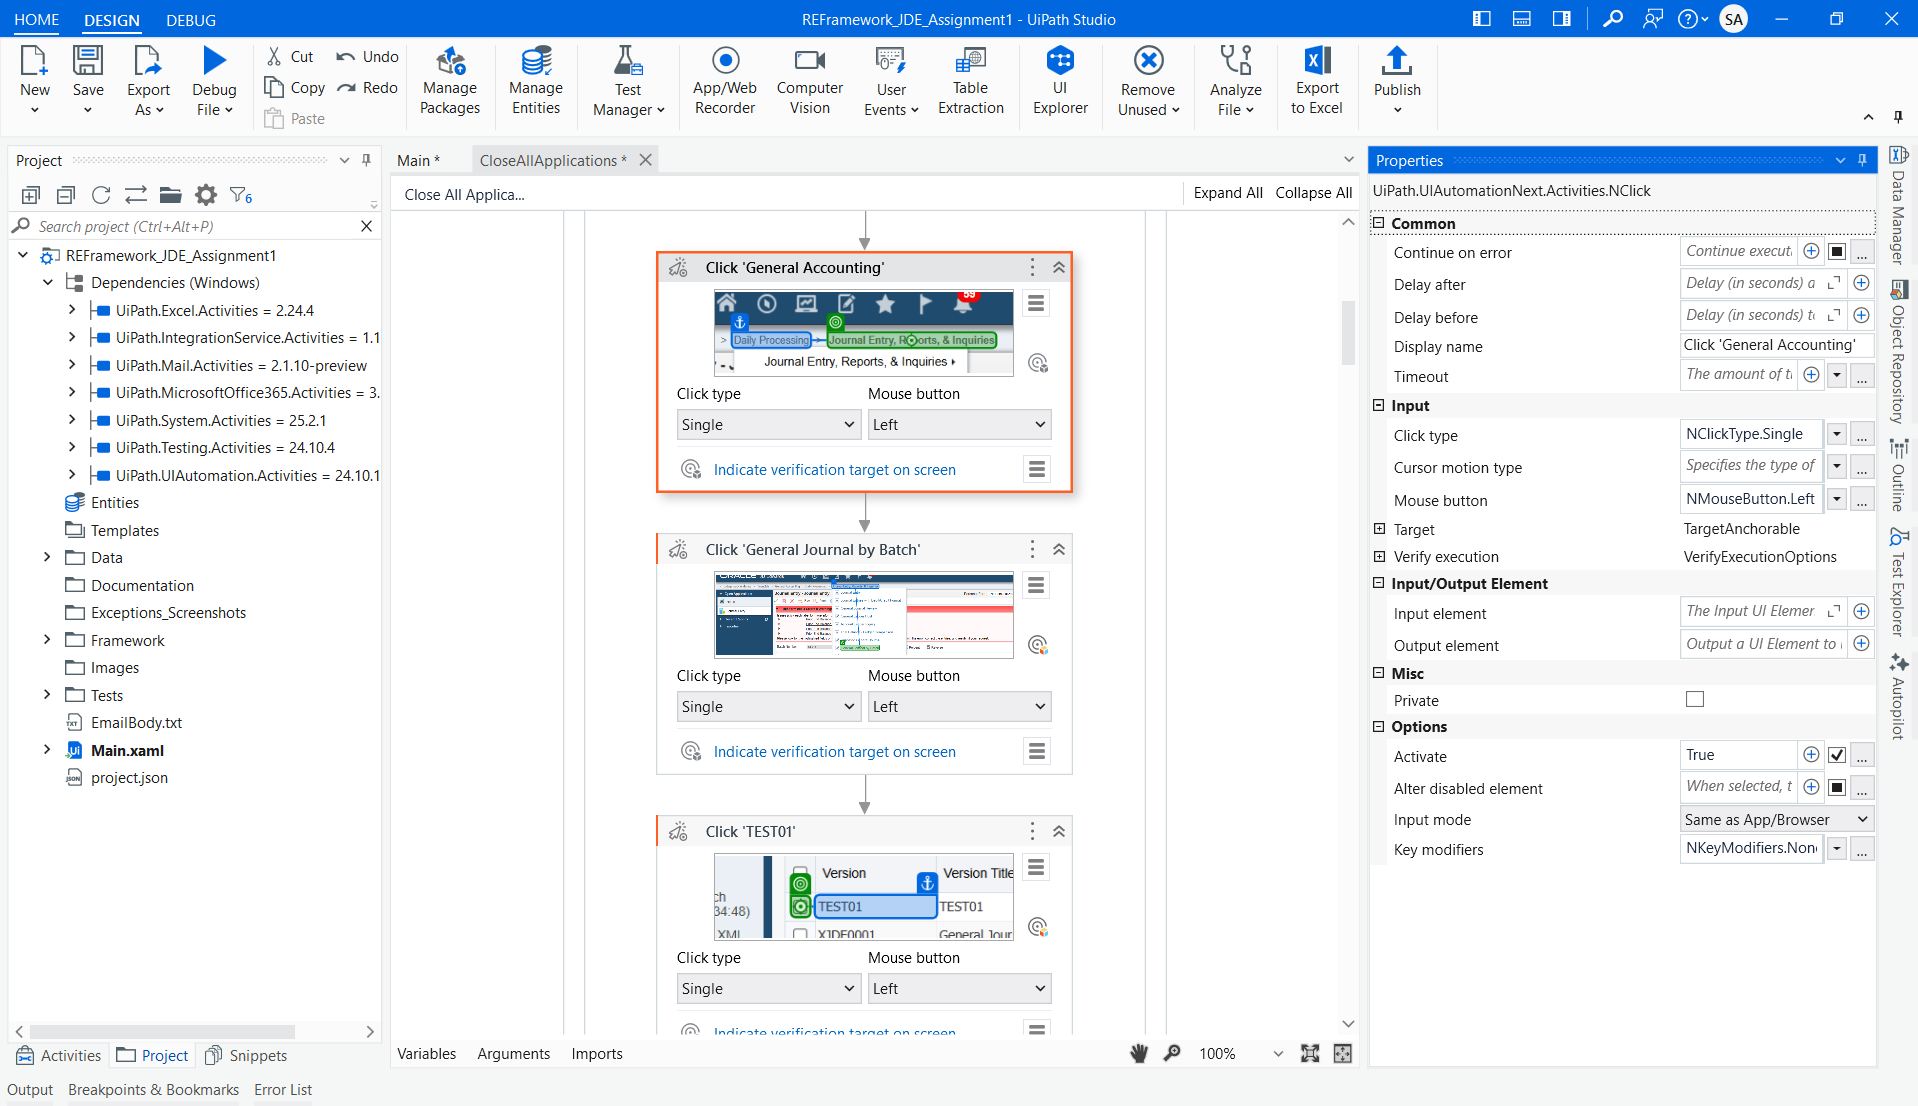 HOME DESIGN DEBUG
REFramework_JDE_Assignment1 - UiPath Studio
SA
New
Save
Export As
Debug File
Cut
Copy
Paste
Undo
Redo
Manage Packages
Manage Entities
Test Manager
App/Web Recorder
Computer Vision
User Events
Table Extraction
UI Explorer
Remove Unused
Analyze File
Export to Excel
Publish
Project
6
Search project (Ctrl+Alt+P)
REFramework_JDE_Assignment1
Dependencies (Windows)
UiPath.Excel.Activities = 2.24.4
UiPath.IntegrationService.Activities = 1.1
UiPath.Mail.Activities = 2.1.10-preview
UiPath.MicrosoftOffice365.Activities = 3.
UiPath.System.Activities = 25.2.1
UiPath.Testing.Activities = 24.10.4
UiPath.UIAutomation.Activities = 24.10.1
Entities
Templates
Data
Documentation
Exceptions_Screenshots
Framework
Images
Tests
EmailBody.txt
Main.xaml
project.json
Activities Project Snippets
Output Breakpoints & Bookmarks Error List
Main * CloseAllApplications *
Close All Applica...
Expand All Collapse All
Click 'General Accounting'
59
> Daily Processing Journal Entry, Reports, & Inquiries
Journal Entry, Reports, & Inquiries
Click type Mouse button
Single Left
Indicate verification target on screen
Click 'General Journal by Batch'
ORACLE
Click type Mouse button
Single Left
Indicate verification target on screen
Click 'TEST01'
Version Version Title
ch
34:48) TEST01 TEST01
XML XJDE0001 General Jour
Click type Mouse button
Single Left
Indicate verification target on screen
Variables Arguments Imports
100%
Properties
UiPath.UIAutomationNext.Activities.NClick
Common
Continue on error Continue executi ...
Delay after Delay (in seconds) a
Delay before Delay (in seconds) to
Display name Click 'General Accounting'
Timeout The amount of ti ...
Input
Click type NClickType.Single ...
Cursor motion type Specifies the type of ...
Mouse button NMouseButton.Left ...
Target TargetAnchorable
Verify execution VerifyExecutionOptions
Input/Output Element
Input element The Input UI Elemen
Output element Output a UI Element to
Misc
Private
Options
Activate True ...
Alter disabled element When selected, t ...
Input mode Same as App/Browser
Key modifiers NKeyModifiers.None ...
Data Manager
Object Repository
Outline
Test Explorer
Autopilot